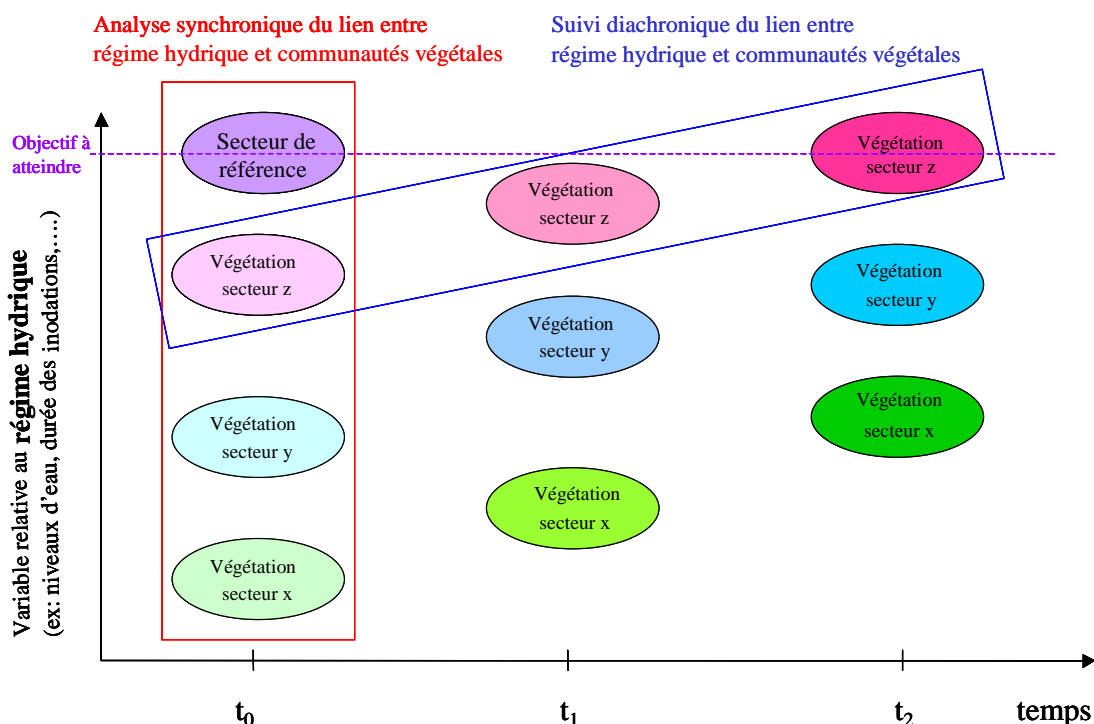 Analyse synchronique du lien entre
régime hydrique et communautés végétales
Suivi diachronique du lien entre
régime hydrique et communautés végétales
Objectif à
atteindre
Variable relative au régime hydrique
(ex: niveaux d'eau, durée des inodations,....)
Secteur de
référence
Végétation
secteur z
Végétation
secteur y
Végétation
secteur x
Végétation
secteur z
Végétation
secteur y
Végétation
secteur x
Végétation
secteur z
Végétation
secteur y
Végétation
secteur x
t0
t1
t2
temps